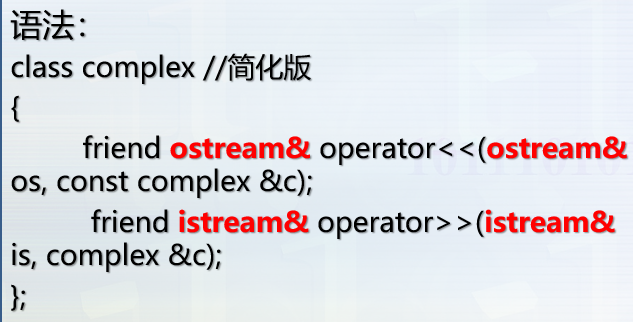 语法：
class complex //简化版
{
friend ostream& operator<<(ostream&
os, const complex &c);
friend istream& operator>>(istream&
is, complex &c);
};